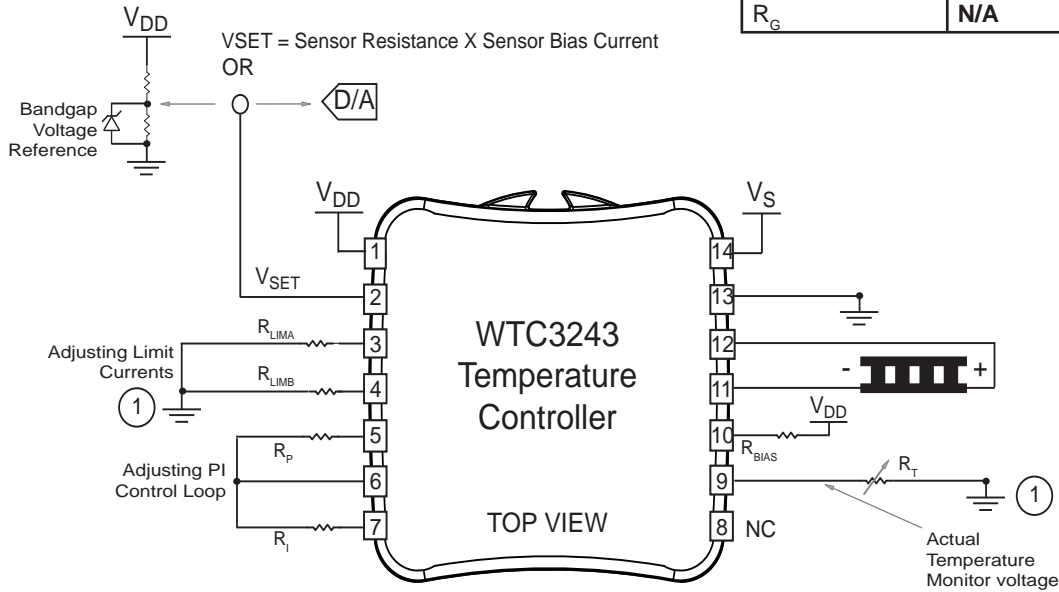 R_G N/A
V_DD
VSET = Sensor Resistance X Sensor Bias Current
OR
D/A
Bandgap
Voltage
Reference
V_DD
V_S
1
14
V_SET
2
13
R_LIMA
3
12
Adjusting Limit
Currents
R_LIMB
4
11
- +
1
WTC3243
Temperature
Controller
V_DD
5
10
R_P
R_BIAS
Adjusting PI
Control Loop
6
9
R_T
1
R_I
7
TOP VIEW
8
NC
Actual
Temperature
Monitor voltage